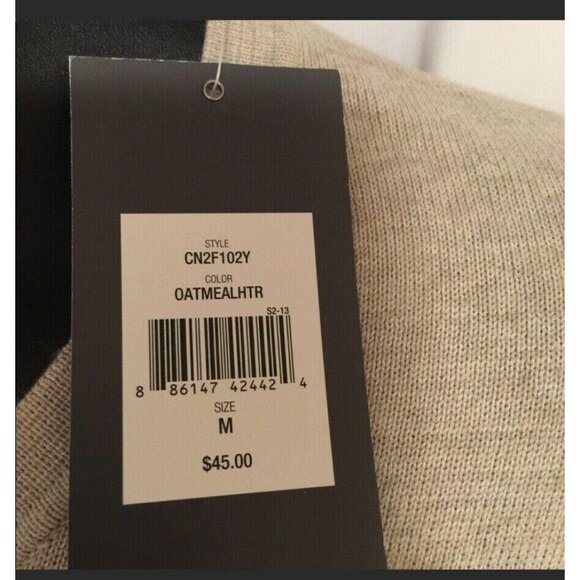 STYLE
CN2F102Y
COLOR
OATMEALHTR
S2-13
8 86147 42442 4
SIZE
M
$45.00